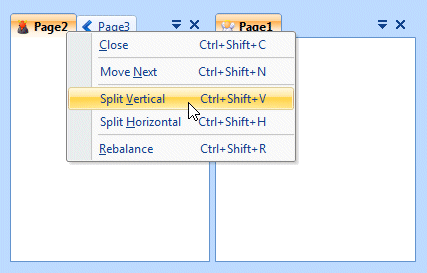 Page2 Page3 Page1
Close Ctrl+Shift+C
Move Next Ctrl+Shift+N
Split Vertical Ctrl+Shift+V
Split Horizontal Ctrl+Shift+H
Rebalance Ctrl+Shift+R